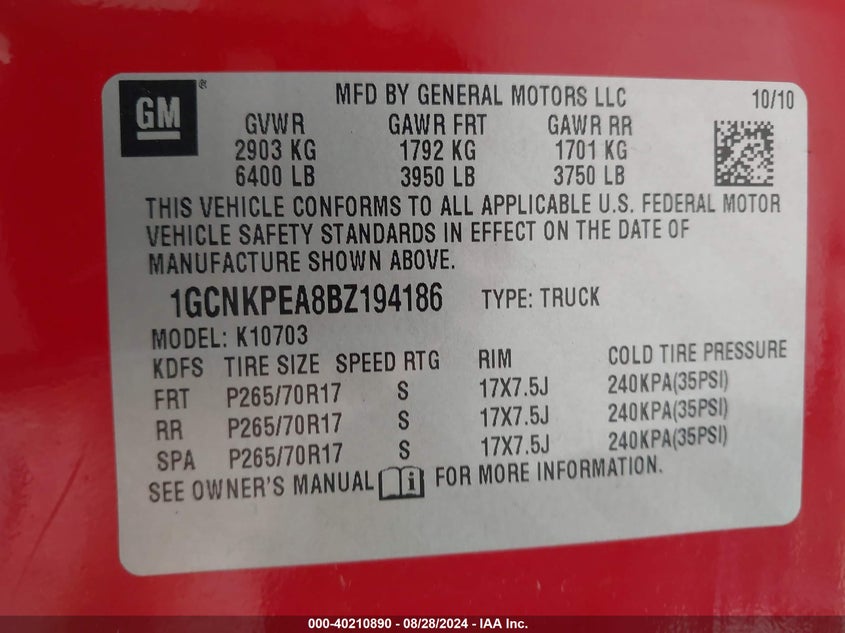 GM®
MFD BY GENERAL MOTORS LLC 10/10
GVWR GAWR FRT GAWR RR
2903 KG 1792 KG 1701 KG
6400 LB 3950 LB 3750 LB
THIS VEHICLE CONFORMS TO ALL APPLICABLE U.S. FEDERAL MOTOR
VEHICLE SAFETY STANDARDS IN EFFECT ON THE DATE OF
MANUFACTURE SHOWN ABOVE.
1GCNKPEA8BZ194186 TYPE: TRUCK
MODEL: K10703
KDFS TIRE SIZE SPEED RTG RIM COLD TIRE PRESSURE
FRT P265/70R17 S 17X7.5J 240KPA(35PSI)
RR P265/70R17 S 17X7.5J 240KPA(35PSI)
SPA P265/70R17 S 17X7.5J 240KPA(35PSI)
SEE OWNER'S MANUAL i FOR MORE INFORMATION.
000-40210890 - 08/28/2024 - IAA Inc.